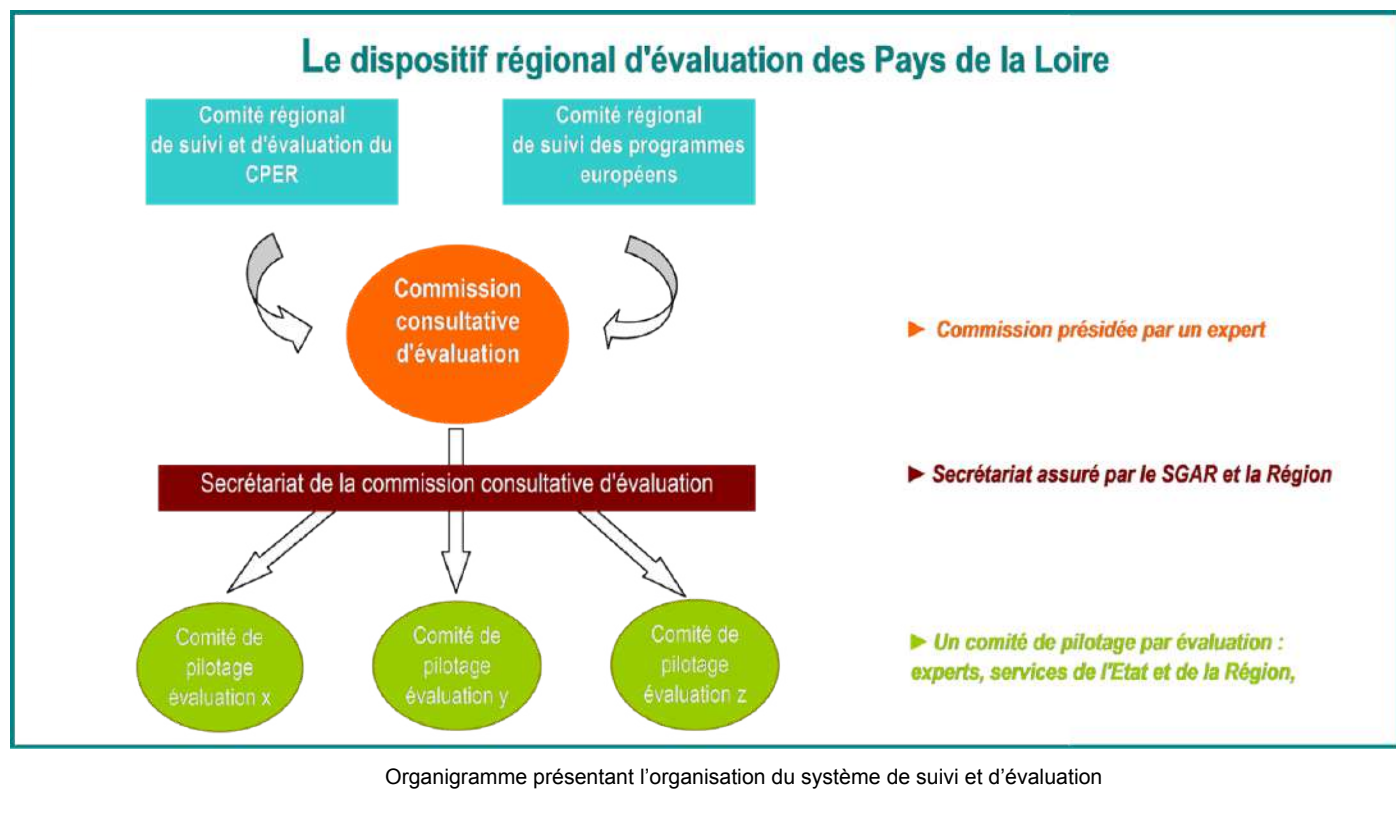 Le dispositif régional d'évaluation des Pays de la Loire
Comité régional
de suivi et d'évaluation du
CPER
Comité régional
de suivi des programmes
européens
Commission
consultative
d'évaluation
► Commission présidée par un expert
Secrétariat de la commission consultative d'évaluation
► Secrétariat assuré par le SGAR et la Région
Comité de
pilotage
évaluation x
Comité de
pilotage
évaluation y
Comité de
pilotage
évaluation z
► Un comité de pilotage par évaluation :
experts, services de l'Etat et de la Région,
Organigramme présentant l’organisation du système de suivi et d’évaluation